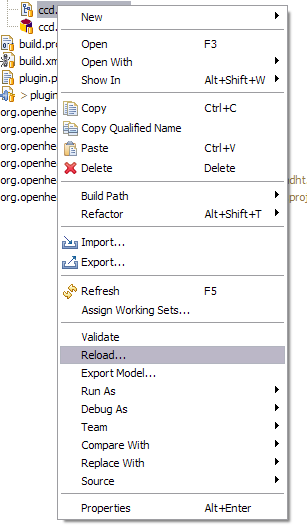 ccd.
New
ccd.
build.pro
Open F3
build.xm
Open With
plugin.p
Show In Alt+Shift+W
> plugin
Copy Ctrl+C
org.openhe
Copy Qualified Name
org.openhe
Paste Ctrl+V
org.openhe
Delete Delete
org.openhe dht
org.openhe Build Path proj
Refactor Alt+Shift+T
Import...
Export...
Refresh F5
Assign Working Sets...
Validate
Reload...
Export Model...
Run As
Debug As
Team
Compare With
Replace With
Source
Properties Alt+Enter